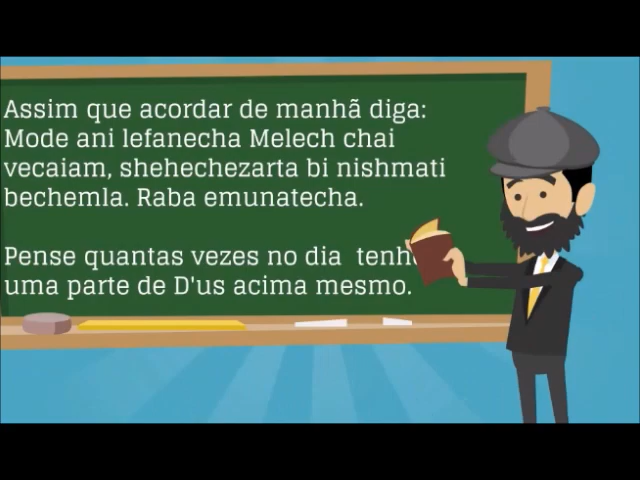 Assim que acordar de manhã diga:
Mode ani lefanecha Melech chai
vecaiam, shehechezarta bi nishmati
bechemla. Raba emunatecha.
Pense quantas vezes no dia
uma parte de D'us acima mesmo.